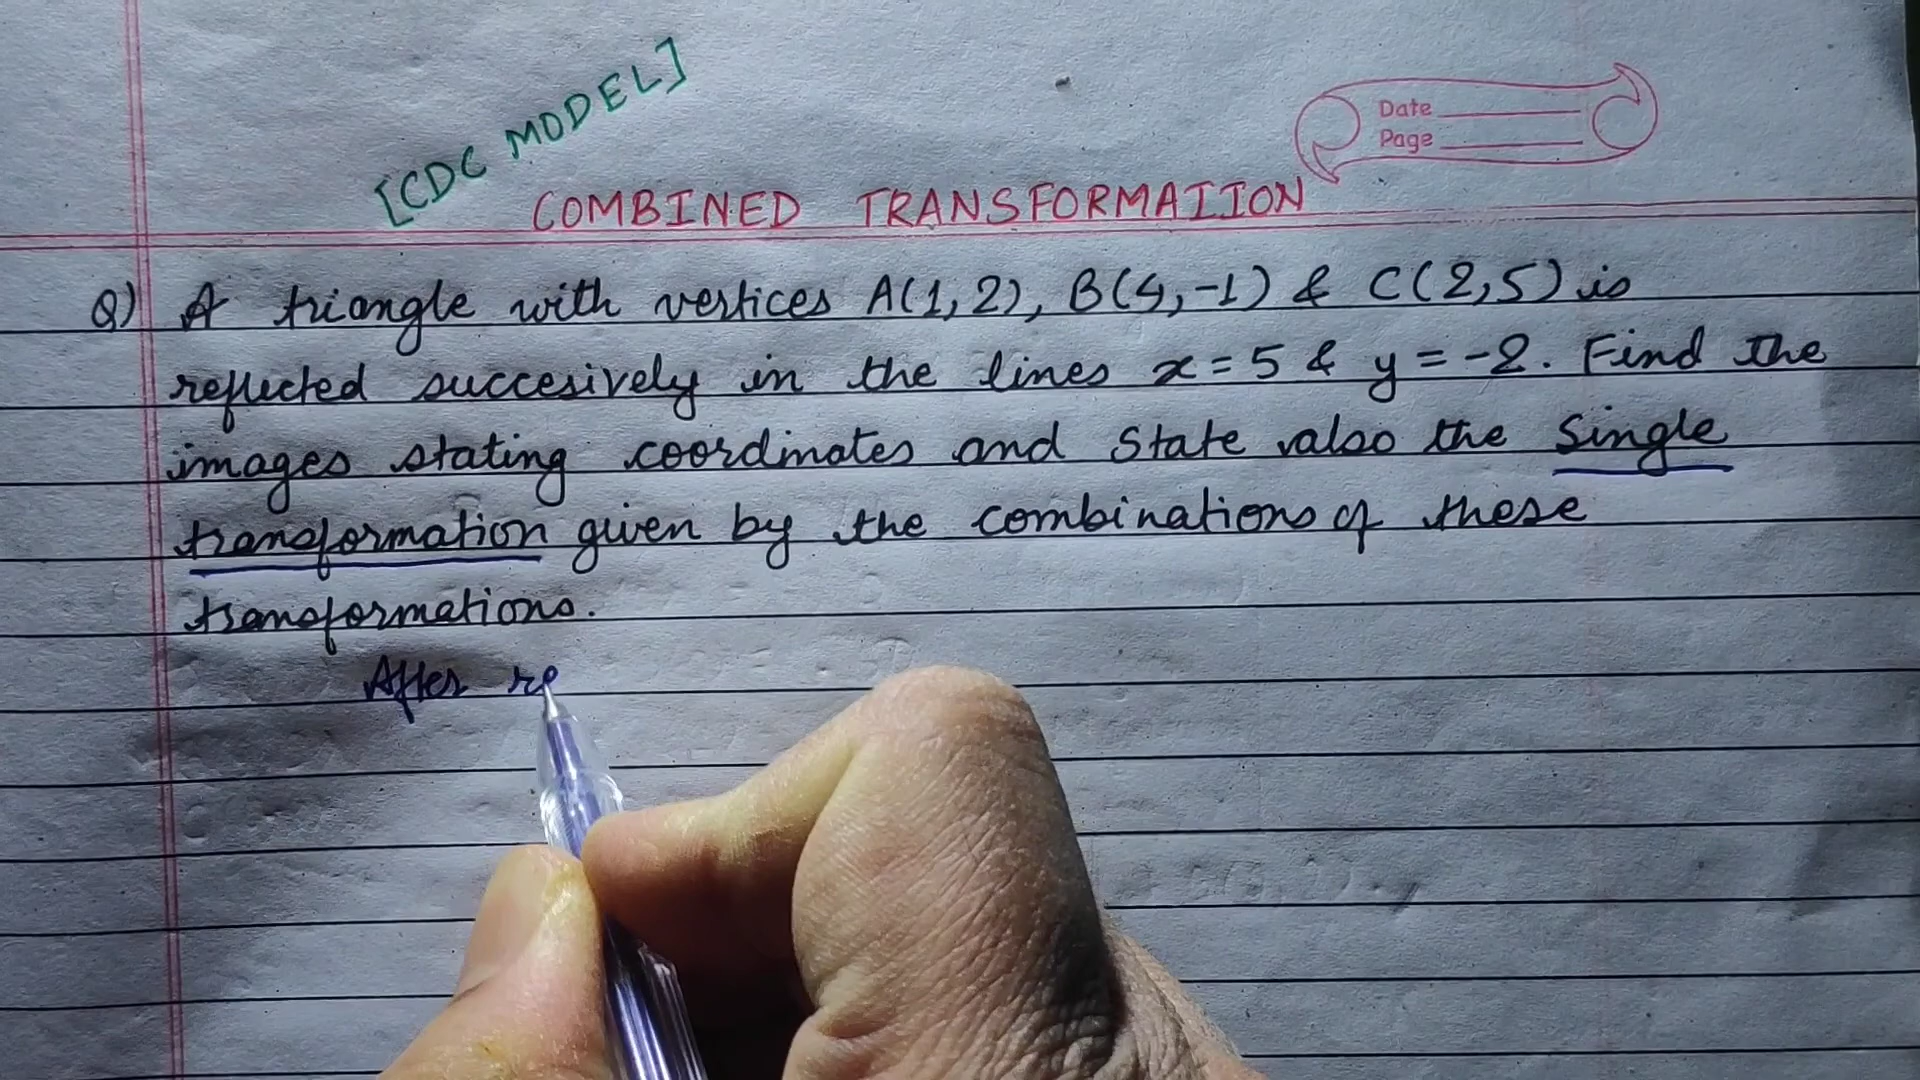 [CDC MODEL]
Date
Page
COMBINED TRANSFORMATION
Q) A triangle with vertices A(1,2), B(4,-1) & C(2,5) is
reflected succesively in the lines x=5 & y=-2. Find the
images stating coordinates and state also the single
transformation given by the combinations of these
transformations.
After re